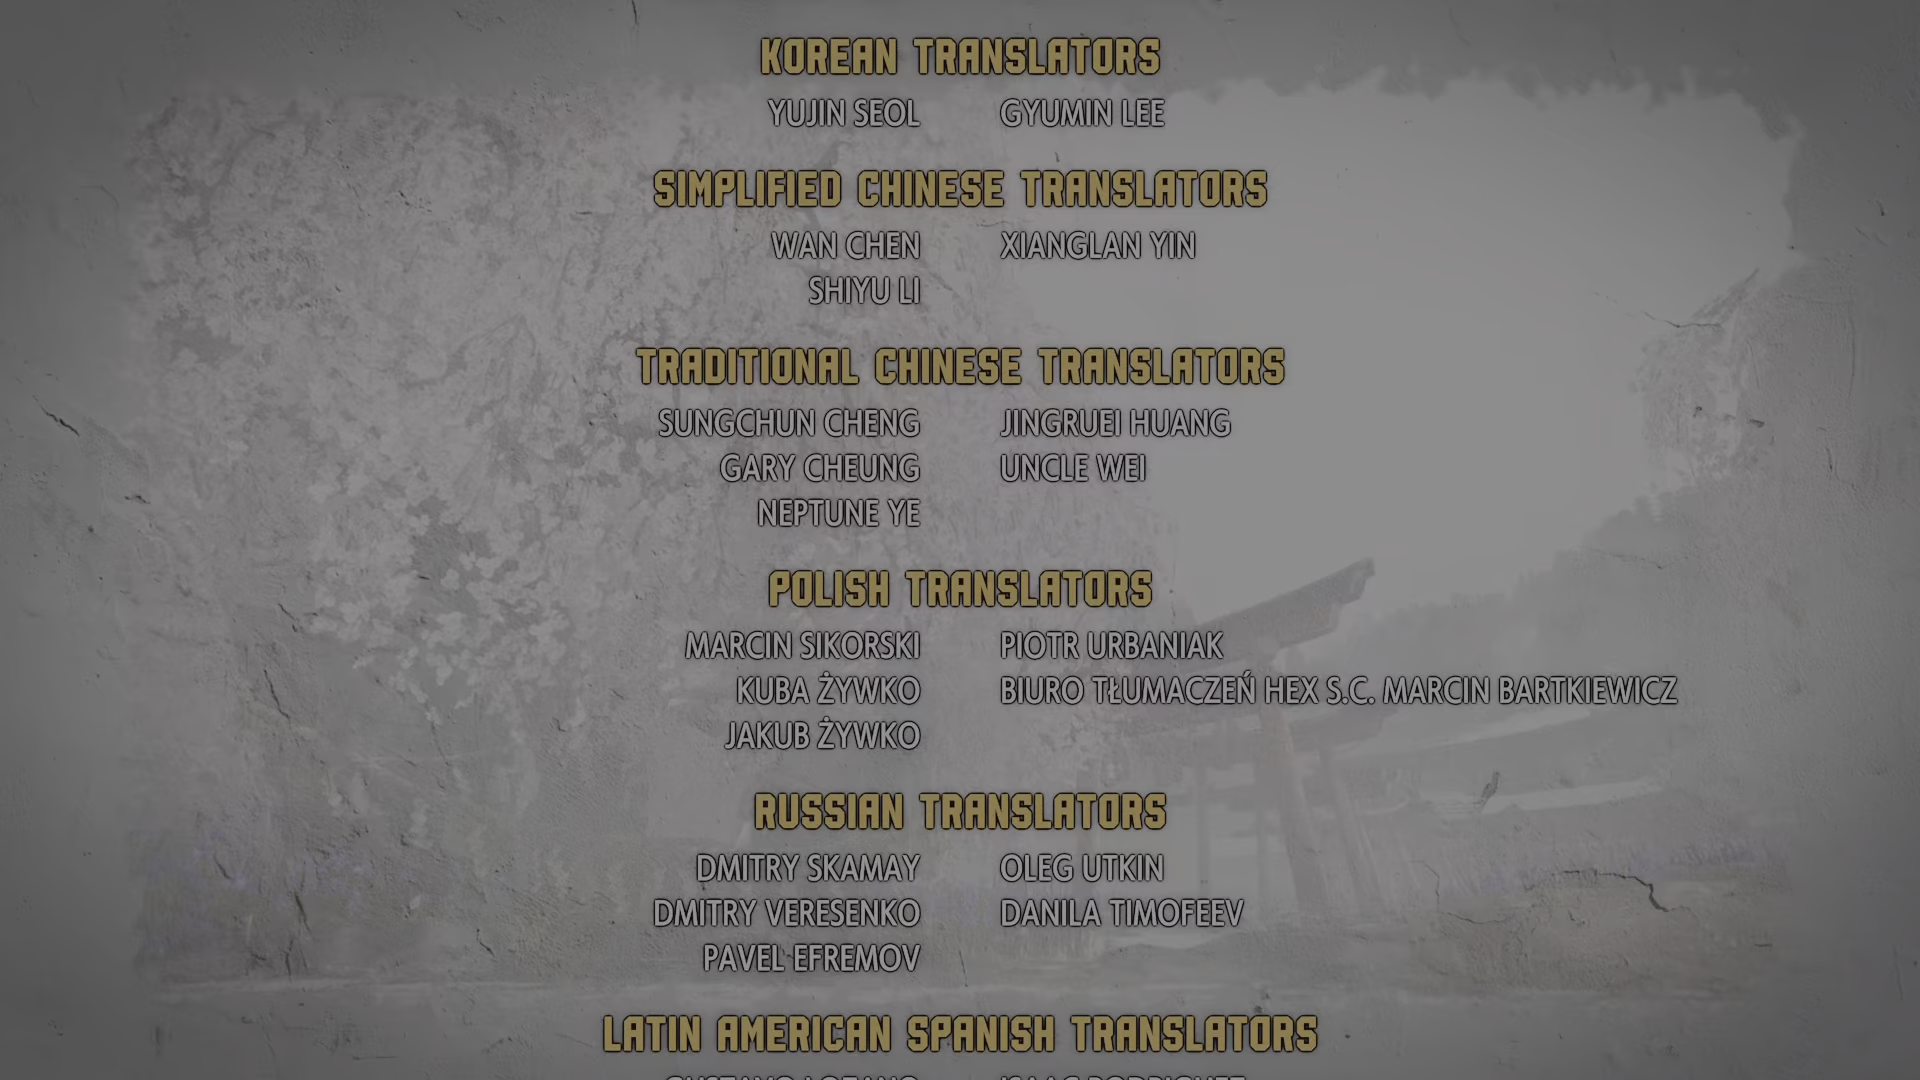 KOREAN TRANSLATORS
YUJIN SEOL GYUMIN LEE
SIMPLIFIED CHINESE TRANSLATORS
WAN CHEN XIANGLAN YIN
SHIYU LI
TRADITIONAL CHINESE TRANSLATORS
SUNGCHUN CHENG JINGRUEI HUANG
GARY CHEUNG UNCLE WEI
NEPTUNE YE
POLISH TRANSLATORS
MARCIN SIKORSKI PIOTR URBANIAK
KUBA ŻYWKO BIURO TŁUMACZEŃ HEX S.C. MARCIN BARTKIEWICZ
JAKUB ŻYWKO
RUSSIAN TRANSLATORS
DMITRY SKAMAY OLEG UTKIN
DMITRY VERESENKO DANILA TIMOFEEV
PAVEL EFREMOV
LATIN AMERICAN SPANISH TRANSLATORS